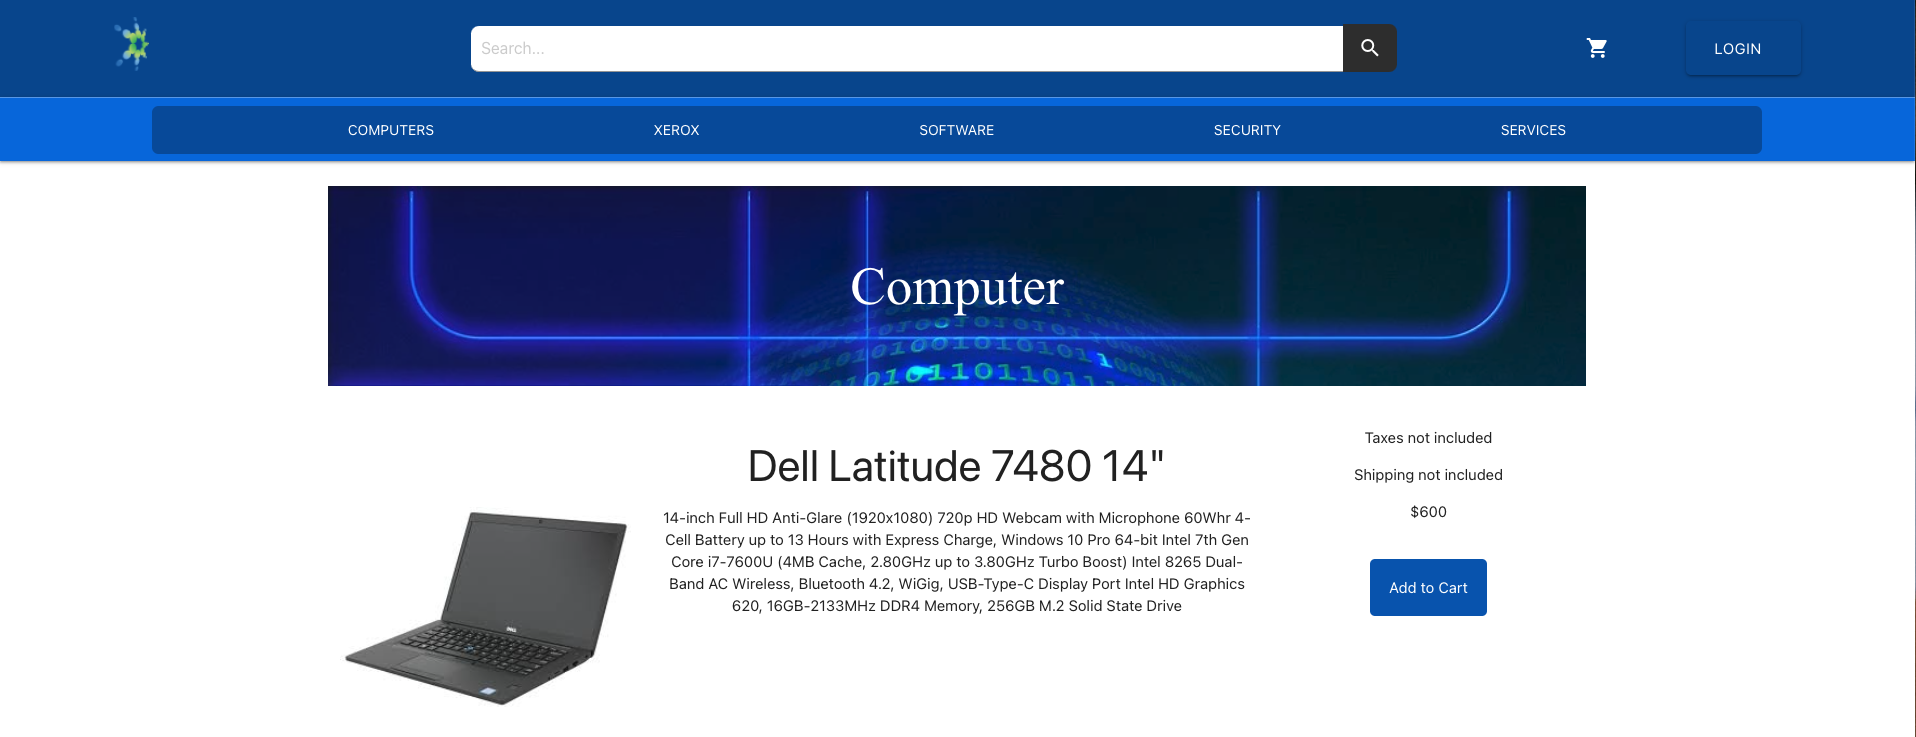 Search...
LOGIN
COMPUTERS
XEROX
SOFTWARE
SECURITY
SERVICES
Computer
Dell Latitude 7480 14"
14-inch Full HD Anti-Glare (1920x1080) 720p HD Webcam with Microphone 60Whr 4-
Cell Battery up to 13 Hours with Express Charge, Windows 10 Pro 64-bit Intel 7th Gen
Core i7-7600U (4MB Cache, 2.80GHz up to 3.80GHz Turbo Boost) Intel 8265 Dual-
Band AC Wireless, Bluetooth 4.2, WiGig, USB-Type-C Display Port Intel HD Graphics
620, 16GB-2133MHz DDR4 Memory, 256GB M.2 Solid State Drive
Taxes not included
Shipping not included
$600
Add to Cart
DELL